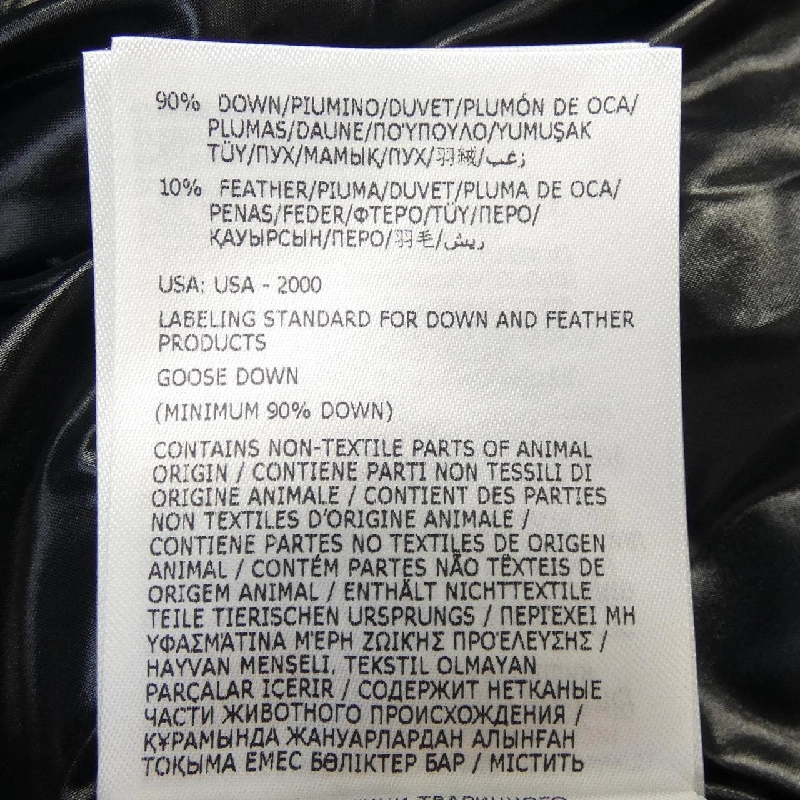 90% DOWN/PIUMINO/DUVET/PLUMÓN DE OCA/
PLUMAS/DAUNE/ΠΟΎΠΟΥΛΟ/YUMUŞAK
TÜY/ПУХ/МАМЫҚ/ПУХ/羽絨/زغب
10% FEATHER/PIUMA/DUVET/PLUMA DE OCA/
PENAS/FEDER/ΦΤΕΡΟ/TÜY/ПЕРО/
ҚАУЫРСЫН/ПЕРО/羽毛/ريش
USA: USA - 2000
LABELING STANDARD FOR DOWN AND FEATHER
PRODUCTS
GOOSE DOWN
(MINIMUM 90% DOWN)
CONTAINS NON-TEXTILE PARTS OF ANIMAL
ORIGIN / CONTIENE PARTI NON TESSILI DI
ORIGINE ANIMALE / CONTIENT DES PARTIES
NON TEXTILES D'ORIGINE ANIMALE /
CONTIENE PARTES NO TEXTILES DE ORIGEN
ANIMAL / CONTÉM PARTES NÃO TÊXTEIS DE
ORIGEM ANIMAL / ENTHÄLT NICHTTEXTILE
TEILE TIERISCHEN URSPRUNGS / ΠΕΡΙΈΧΕΙ ΜΗ
ΥΦΑΣΜΆΤΙΝΑ ΜΈΡΗ ΖΩΙΚΉΣ ΠΡΟΈΛΕΥΣΗΣ /
HAYVAN MENSELİ, TEKSTIL OLMAYAN
PARÇALAR IÇERIR / СОДЕРЖИТ НЕТКАНЫЕ
ЧАСТИ ЖИВОТНОГО ПРОИСХОЖДЕНИЯ /
ҚҰРАМЫНДА ЖАНУАРЛАРДАН АЛЫНҒАН
ТОҚЫМА ЕМЕС БӨЛІКТЕР БАР / МІСТИТЬ